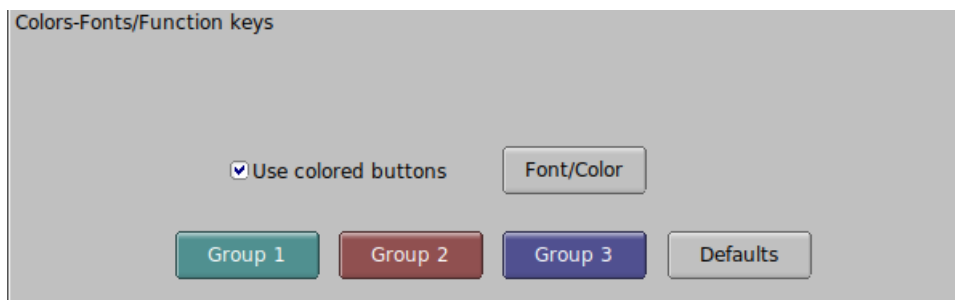 Colors-Fonts/Function keys
Use colored buttons Font/Color
Group 1 Group 2 Group 3 Defaults